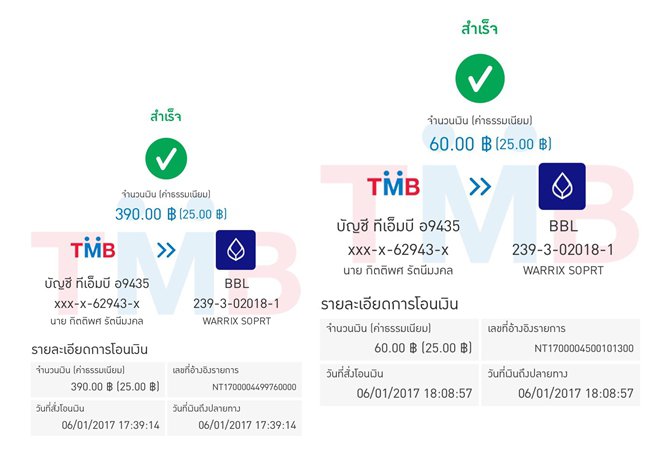 สำเร็จ
จำนวนเงิน (ค่าธรรมเนียม)
390.00 ฿ (25.00 ฿)
TMB
บัญชี ทีเอ็มบี อ9435
xxx-x-62943-x
นาย กิตติพศ รัตนีมงคล
BBL
239-3-02018-1
WARRIX SOPRT
รายละเอียดการโอนเงิน
จำนวนเงิน (ค่าธรรมเนียม)
390.00 ฿ (25.00 ฿)
เลขที่อ้างอิงรายการ
NT1700004499760000
วันที่สั่งโอนเงิน
06/01/2017 17:39:14
วันที่เงินถึงปลายทาง
06/01/2017 17:39:14
สำเร็จ
จำนวนเงิน (ค่าธรรมเนียม)
60.00 ฿ (25.00 ฿)
TMB
บัญชี ทีเอ็มบี อ9435
xxx-x-62943-x
นาย กิตติพศ รัตนีมงคล
BBL
239-3-02018-1
WARRIX SOPRT
รายละเอียดการโอนเงิน
จำนวนเงิน (ค่าธรรมเนียม)
60.00 ฿ (25.00 ฿)
เลขที่อ้างอิงรายการ
NT1700004500101300
วันที่สั่งโอนเงิน
06/01/2017 18:08:57
วันที่เงินถึงปลายทาง
06/01/2017 18:08:57